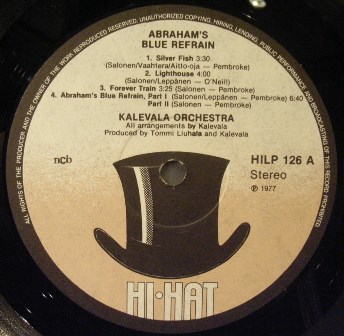 ALL RIGHTS OF THE PRODUCER AND THE OWNER OF THE WORK REPRODUCED RESERVED. UNAUTHORIZED COPYING, HIRING, LENDING, PUBLIC PERFORMANCE AND BROADCASTING OF THIS RECORD PROHIBITED.
ABRAHAM'S
BLUE REFRAIN
1. Silver Fish 3:30
(Salonen/Vaahtera/Aitto-oja — Pembroke)
2. Lighthouse 4:00
(Salonen/Leppänen — O'Neill)
3. Forever Train 3:25 (Salonen — Pembroke)
4. Abraham's Blue Refrain, Part I (Salonen/Leppänen — Pembroke) 6:40
Part II (Salonen — Pembroke)
KALEVALA ORCHESTRA
All arrangements by Kalevala
Produced by Tommi Liuhala and Kalevala
ncb
HILP 126 A
Stereo
℗ 1977
HI·HAT